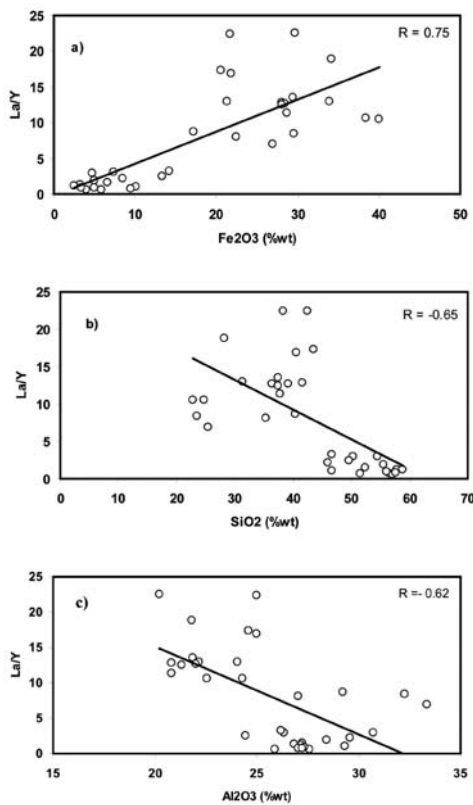 25
a)
R = 0.75
20
15
La/Y
10
5
0
0 10 20 30 40 50
Fe2O3 (%wt)
25
b)
R = -0.65
20
15
La/Y
10
5
0
0 10 20 30 40 50 60 70
SiO2 (%wt)
25
c)
R =- 0.62
20
15
La/Y
10
5
0
15 20 25 30 35
Al2O3 (%wt)